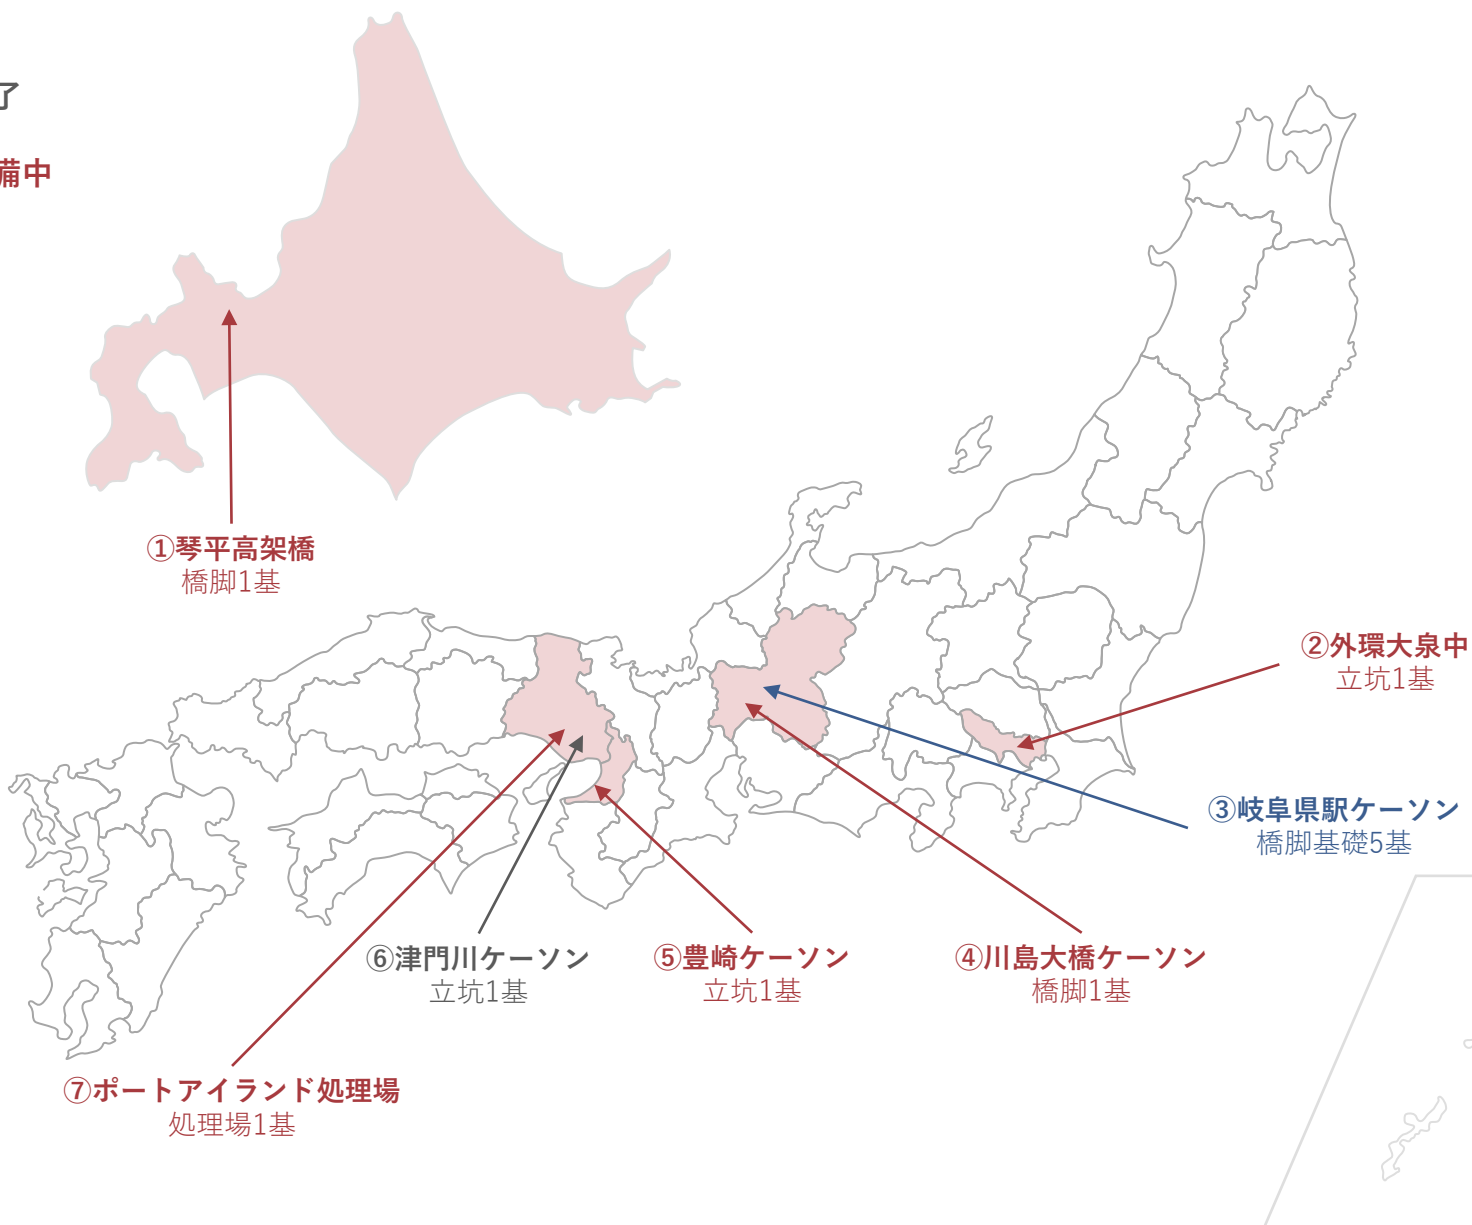 了
備中
①琴平高架橋
橋脚1基
②外環大泉中
立坑1基
③岐阜県駅ケーソン
橋脚基礎5基
⑥津門川ケーソン
立坑1基
⑤豊崎ケーソン
立坑1基
④川島大橋ケーソン
橋脚1基
⑦ポートアイランド処理場
処理場1基